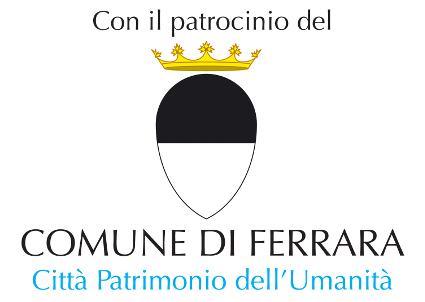 Con il patrocinio del
COMUNE DI FERRARA
Città Patrimonio dell'Umanità